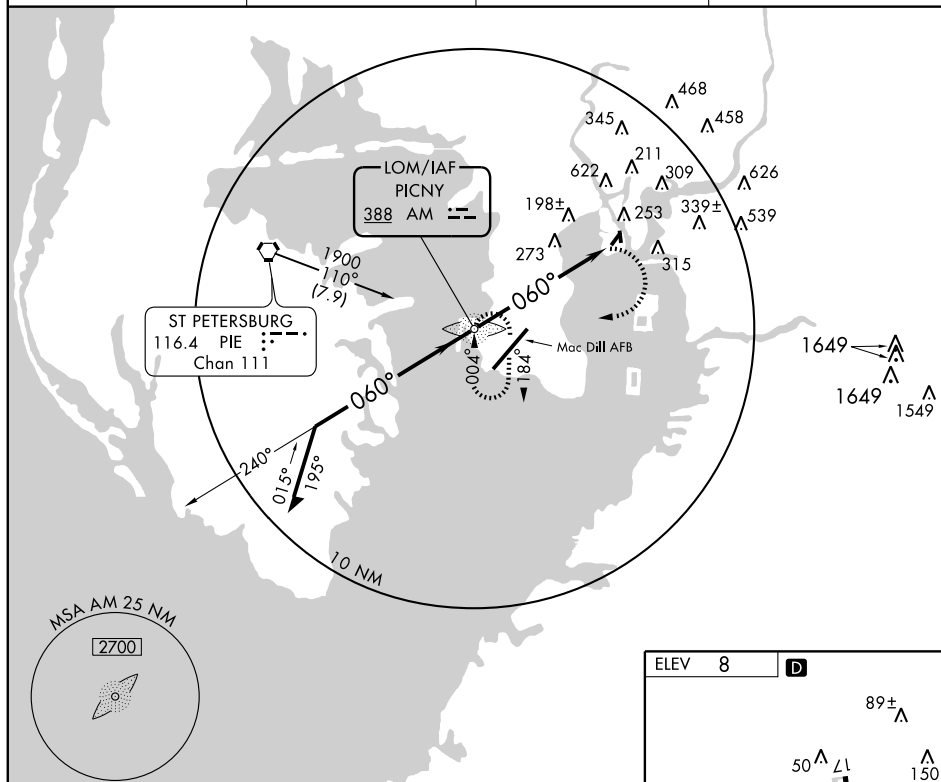 468
345
458
LOM/IAF
PICNY
388 AM
211
622
309
626
198±
253
339±
539
273
315
1900
110°
(7.9)
060°
ST PETERSBURG
116.4 PIE
Chan 111
Mac Dill AFB
1649
004°
184°
060°
1649
1549
240°
015°
195°
10 NM
MSA AM 25 NM
2700
ELEV 8
D
89±
50
17
150